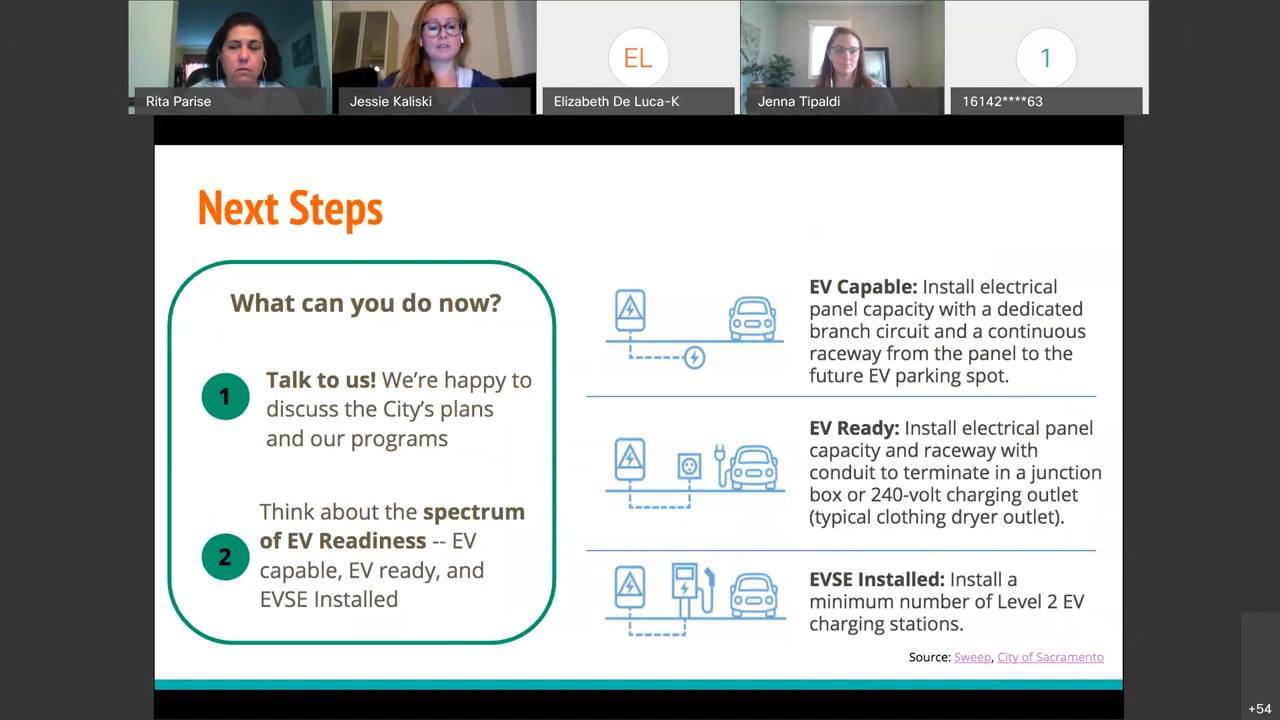 Rita Parise
Jessie Kaliski
EL
Elizabeth De Luca-K
Jenna Tipaldi
1
16142****63
Next Steps
What can you do now?
1
Talk to us! We're happy to
discuss the City's plans
and our programs
2
Think about the spectrum
of EV Readiness -- EV
capable, EV ready, and
EVSE Installed
EV Capable: Install electrical
panel capacity with a dedicated
branch circuit and a continuous
raceway from the panel to the
future EV parking spot.
EV Ready: Install electrical panel
capacity and raceway with
conduit to terminate in a junction
box or 240-volt charging outlet
(typical clothing dryer outlet).
EVSE Installed: Install a
minimum number of Level 2 EV
charging stations.
Source: Sweep, City of Sacramento
+54